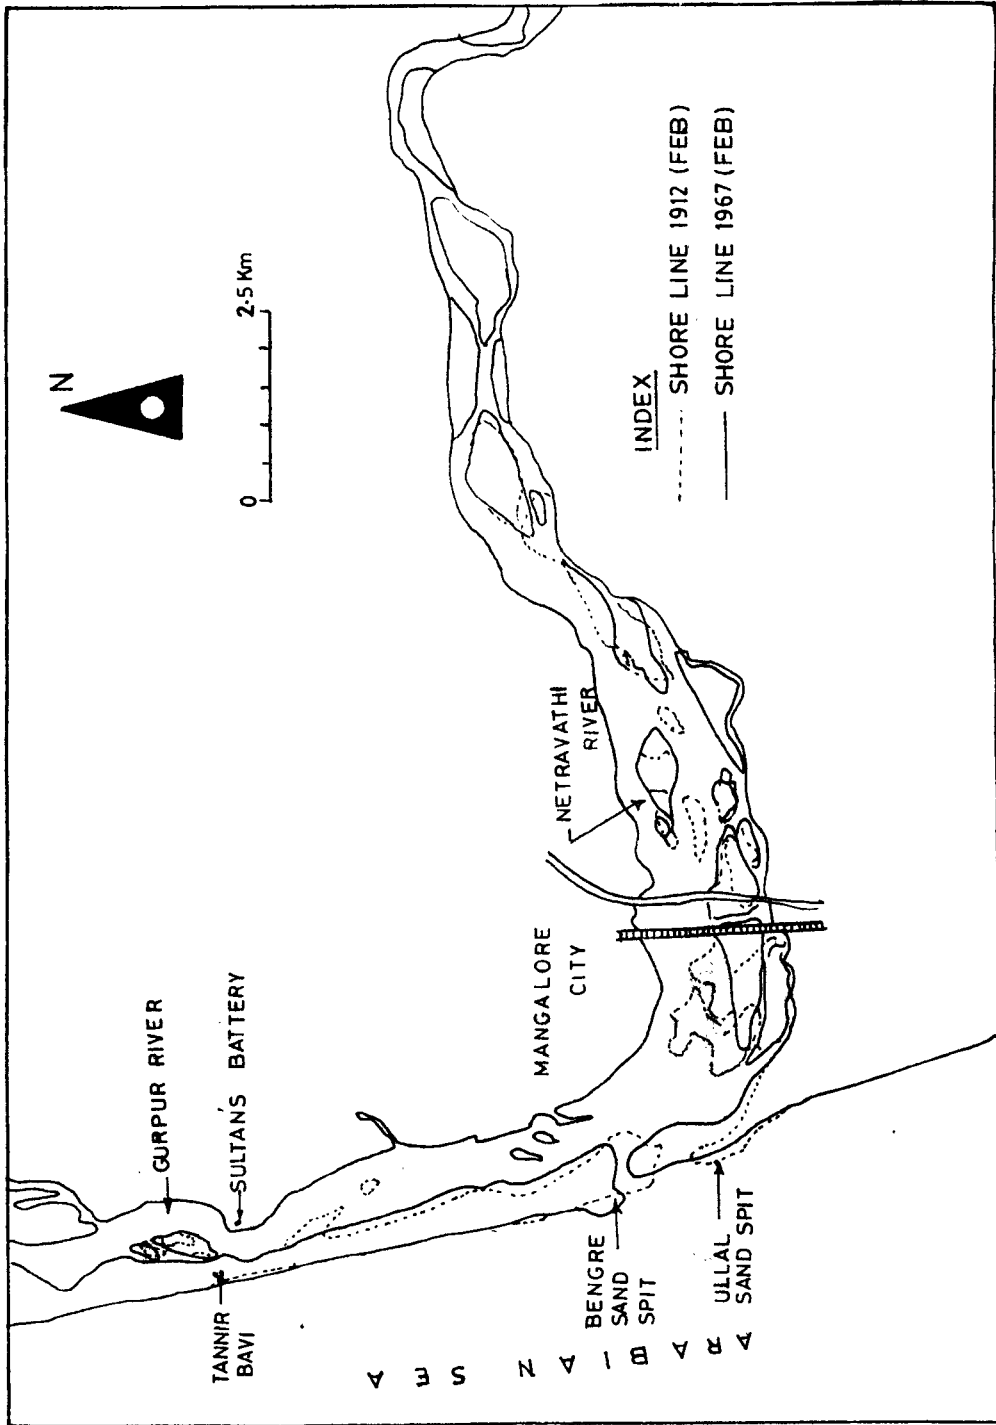 N
0 2·5 Km
INDEX
SHORE LINE 1912 (FEB)
SHORE LINE 1967 (FEB)
GURPUR RIVER
SULTAN'S BATTERY
TANNIR
BAVI
MANGALORE
CITY
NETRAVATHI
RIVER
BENGRE
SAND
SPIT
ULLAL
SAND SPIT
ARABIAN SEA